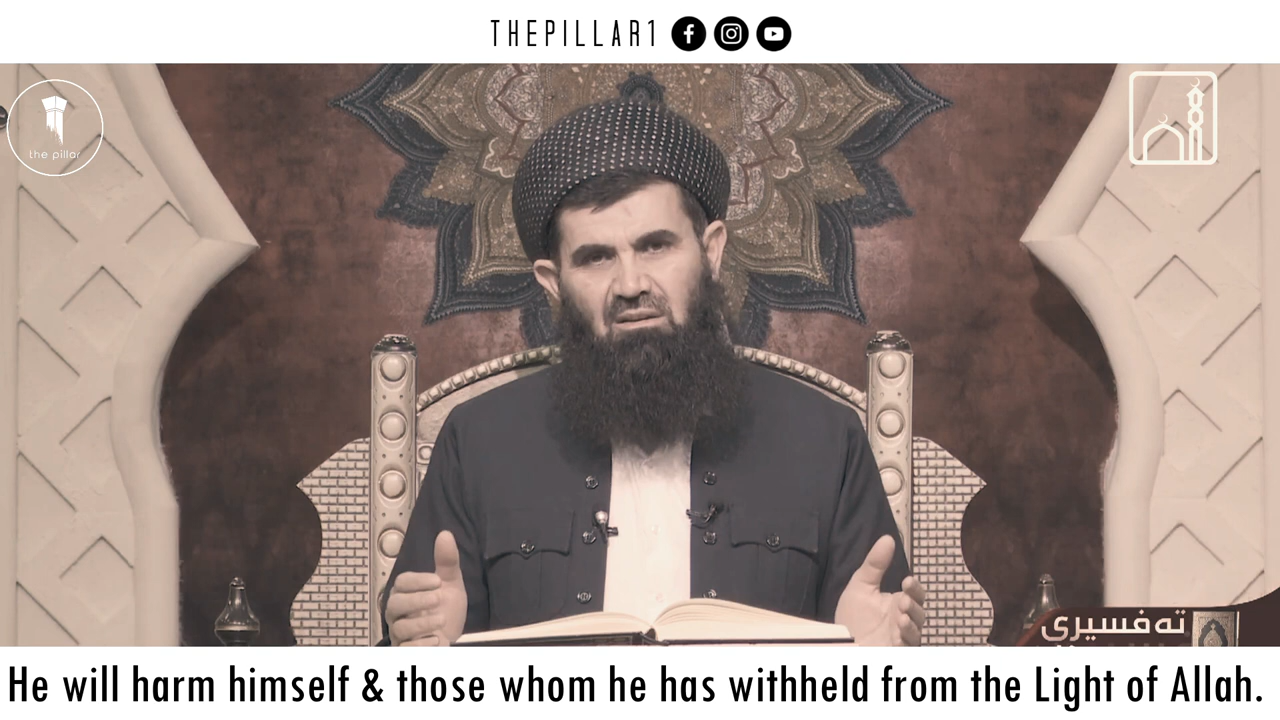 THEPILLAR1
the pillar
تەفسیری
He will harm himself & those whom he has withheld from the Light of Allah.